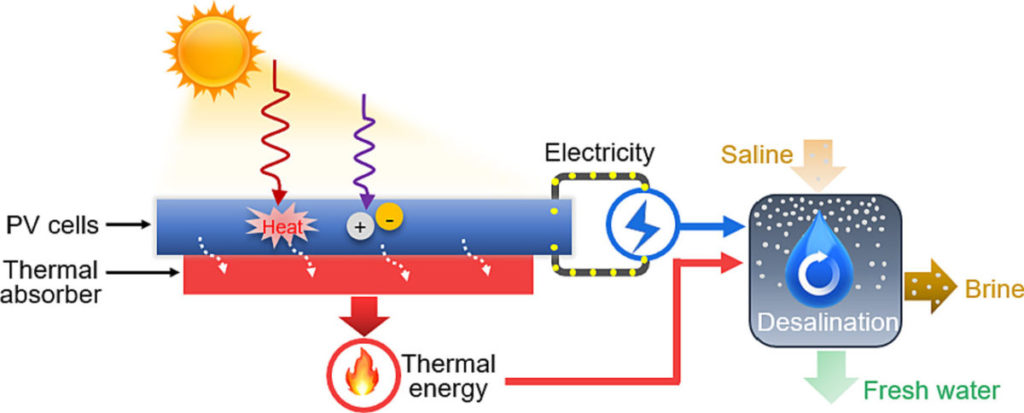 Electricity
Saline
PV cells
Heat
+
-
Thermal
absorber
Desalination
Brine
Thermal
energy
Fresh water